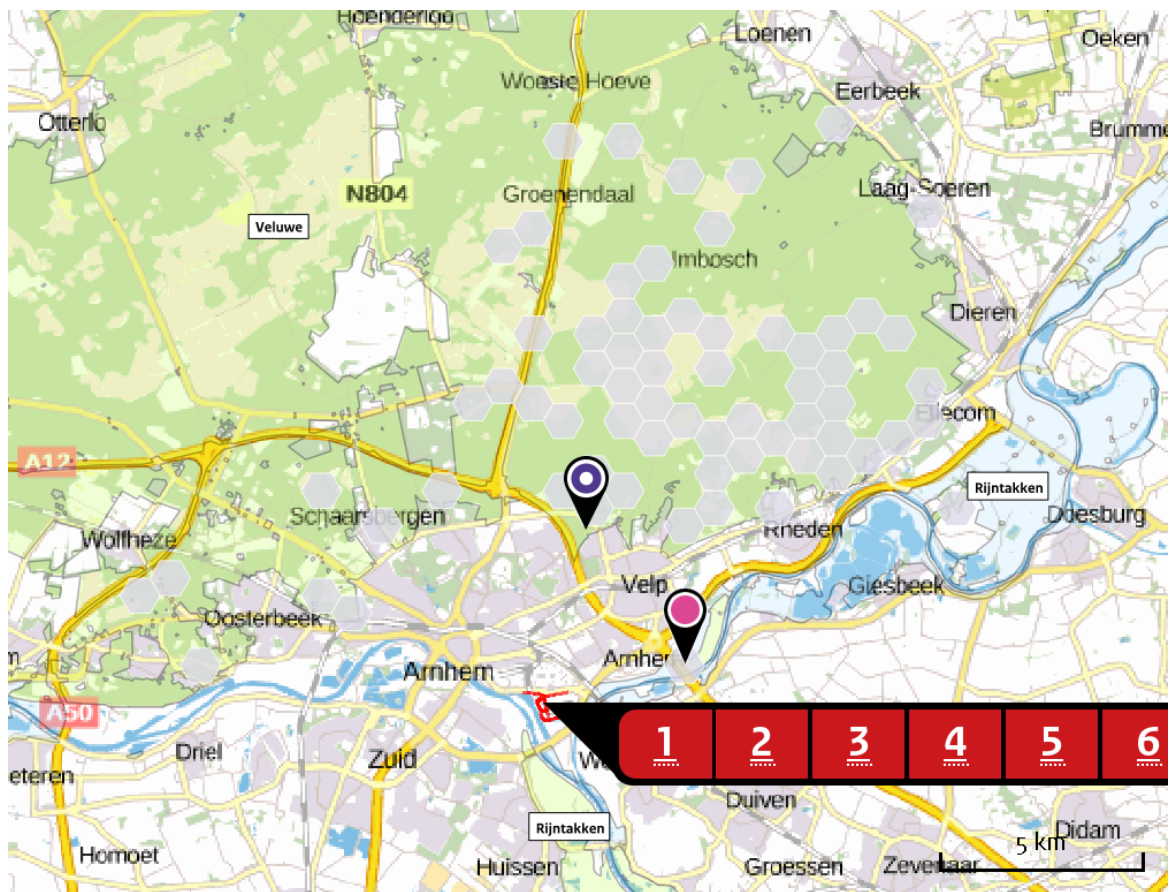 Hoenderloo
Loenen
Oeken
Woeste Hoeve
Eerbeek
Otterlo
Brumme
N804
Groenendaal
Laag-Soeren
Veluwe
Imbosch
Dieren
Ellecom
A12
Rijntakken
Schaarsbergen
Doesburg
Rheden
Wolfheze
Velp
Giesbeek
Oosterbeek
m
Arnhem
Arnhem
A50
1 2 3 4 5 6
Driel
Zuid
W
eteren
Duiven
Rijntakken
Didam
5 km
Homoet
Huissen
Groessen
Zevenaar